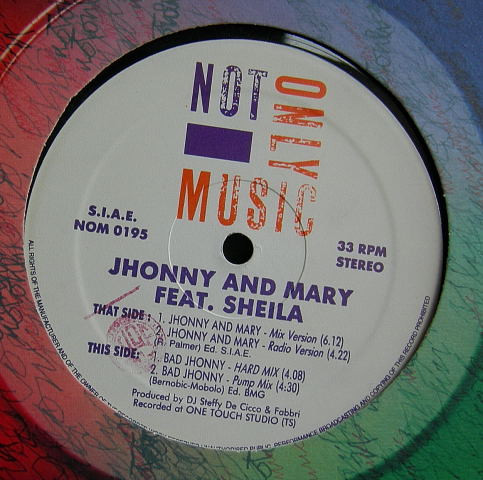 NOT
ONLY
MUSIC
S.I.A.E.
NOM 0195
33 RPM
STEREO
JHONNY AND MARY
FEAT. SHEILA
THAT SIDE: 1. JHONNY AND MARY - Mix Version (6.12)
2. JHONNY AND MARY - Radio Version (4.22)
(R. Palmer) Ed. S.I.A.E.
THIS SIDE: 1. BAD JHONNY - HARD MIX (4.08)
2. BAD JHONNY - Pump Mix (4:30)
(Bernobic-Mobolo) Ed. BMG
Produced by DJ Steffy De Cicco & Fabbri
Recorded at ONE TOUCH STUDIO (TS)
ALL RIGHTS OF THE MANUFACTURER AND OF THE OWNER OF PUBLIC PERFORMANCE BROADCASTING AND COPYING OF THIS RECORD PROHIBITED